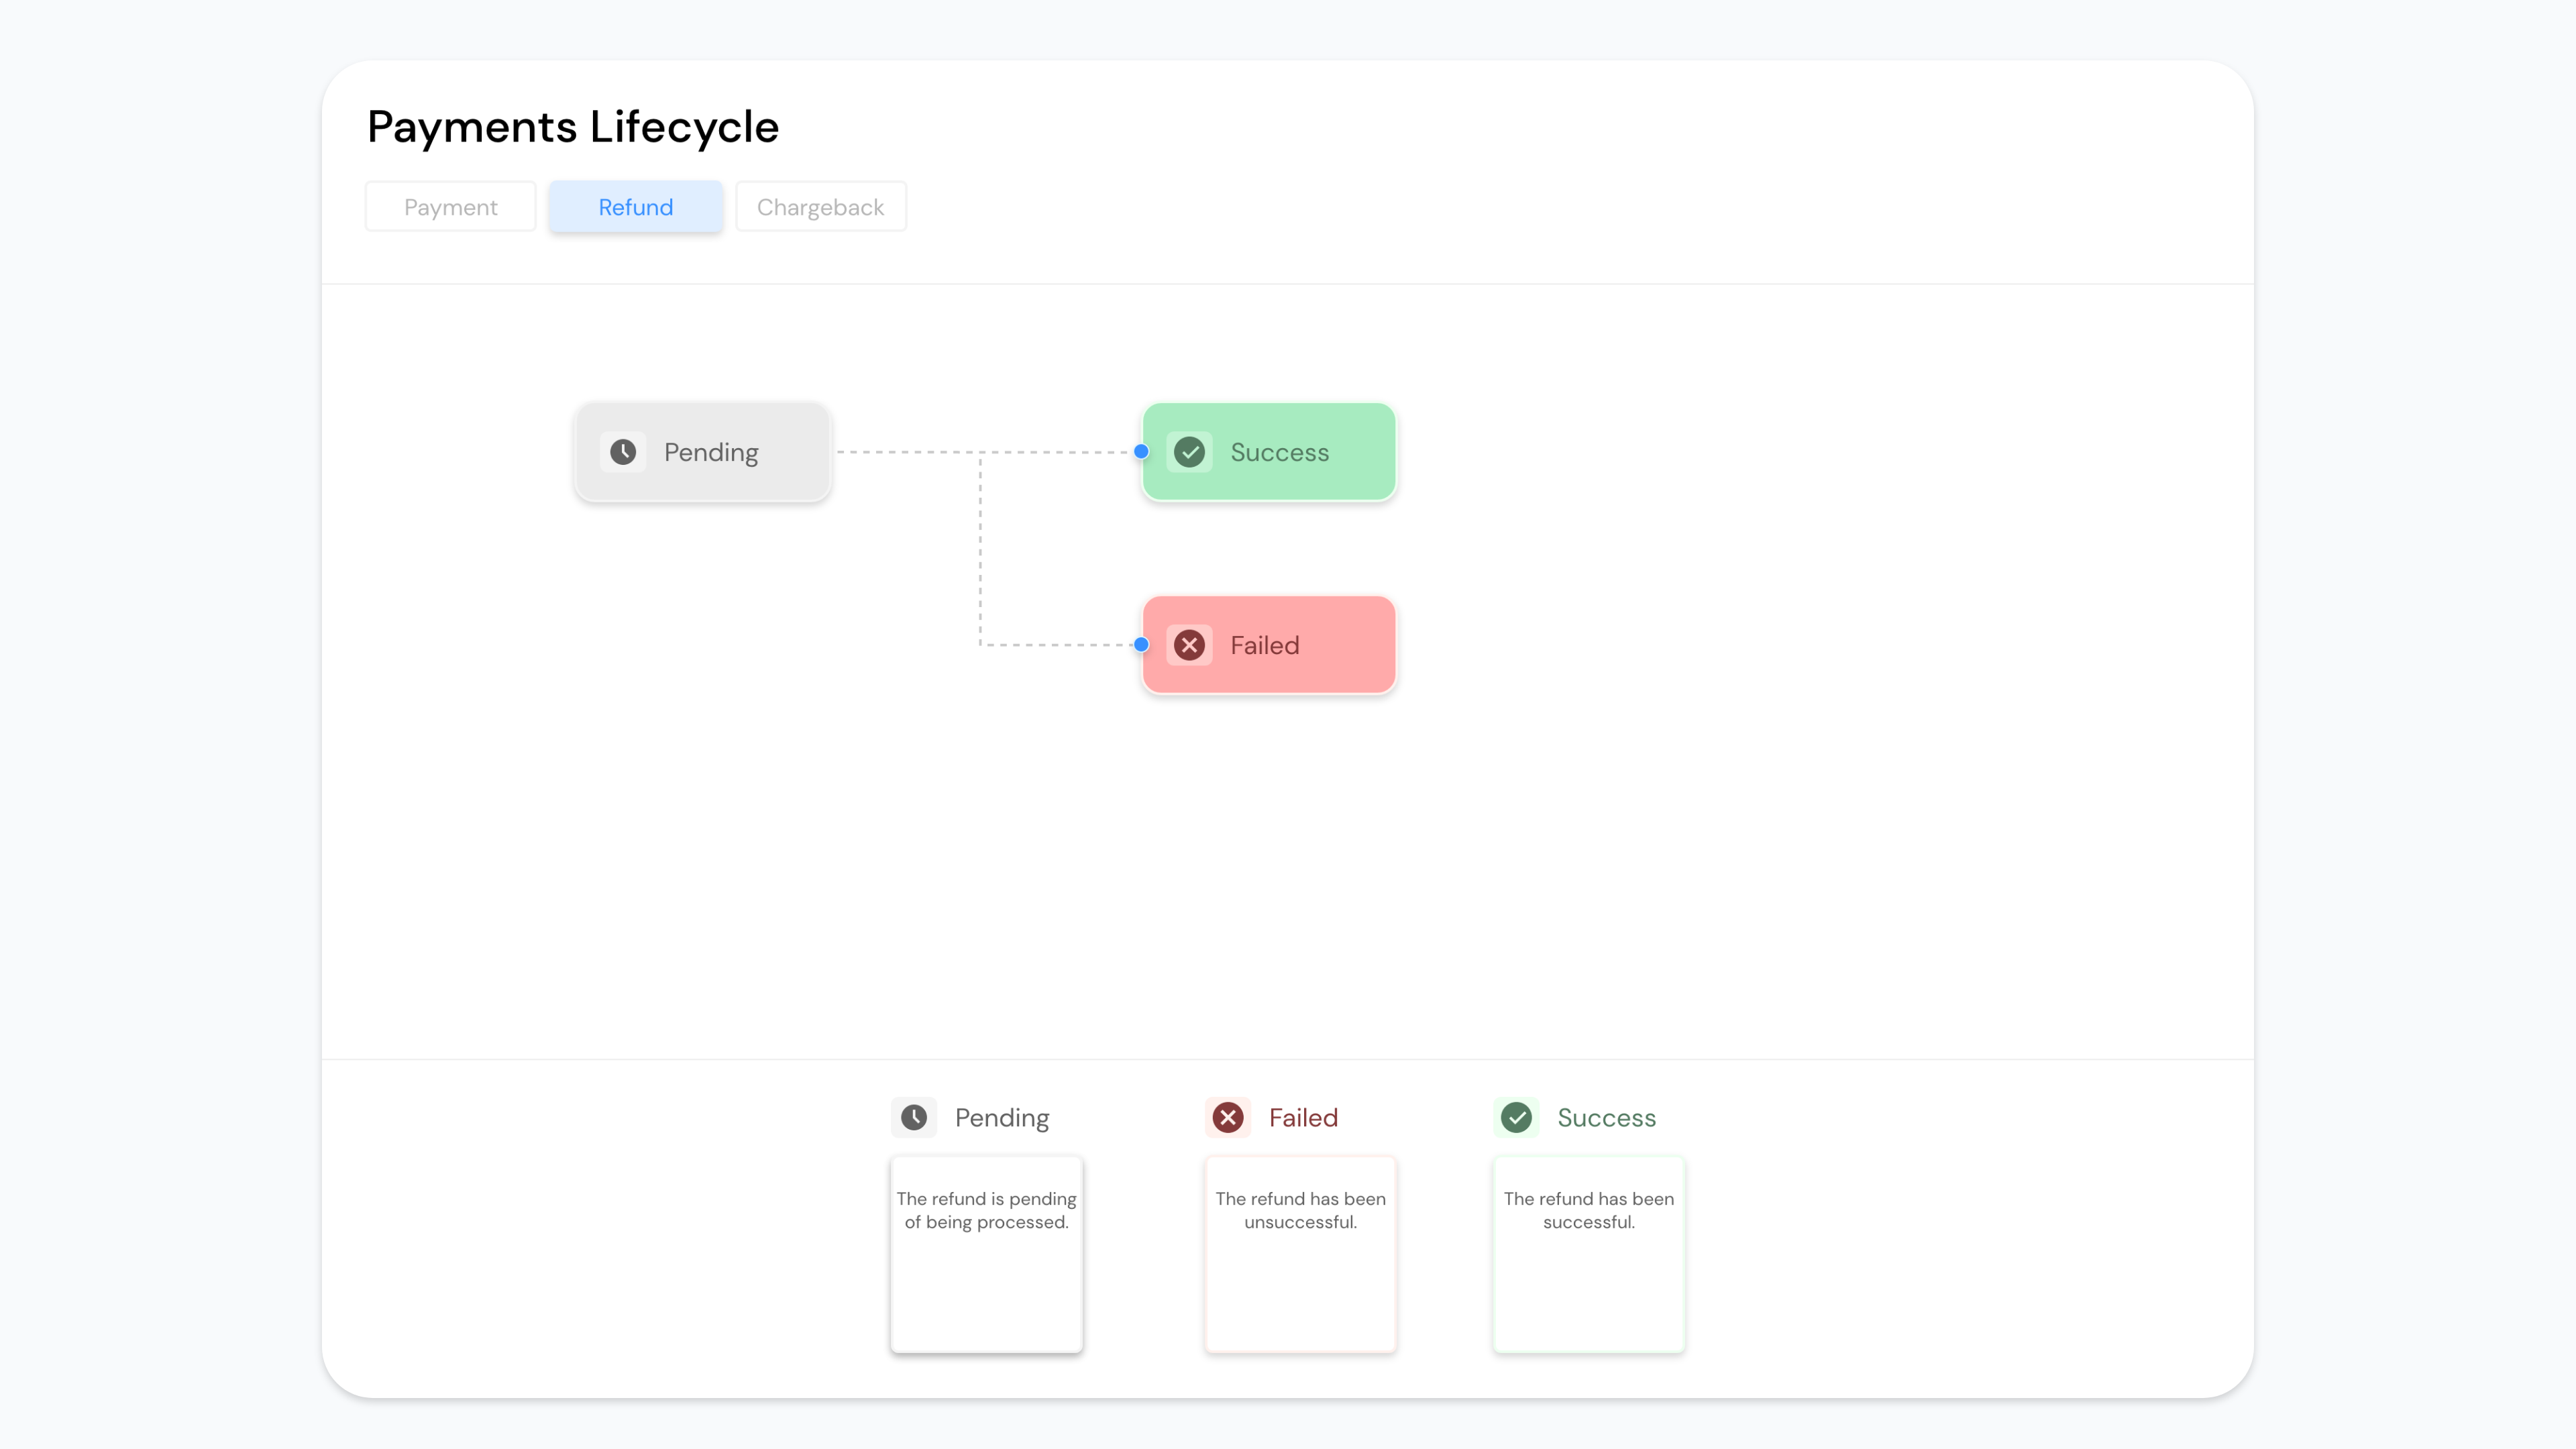 Payments Lifecycle
Payment
Refund
Chargeback
Pending
Success
Failed
Pending
The refund is pending
of being processed.
Failed
The refund has been
unsuccessful.
Success
The refund has been
successful.